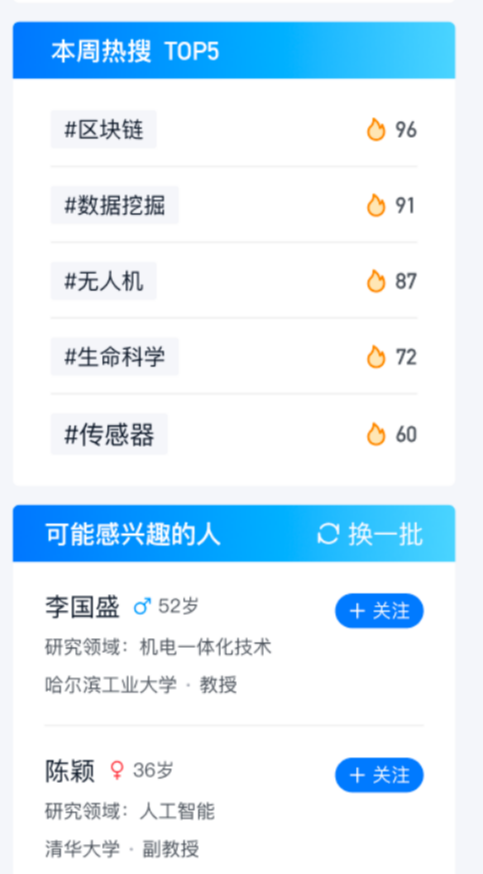 本周热搜 TOP5
#区块链 96
#数据挖掘 91
#无人机 87
#生命科学 72
#传感器 60
可能感兴趣的人 换一批
李国盛 52岁 + 关注
研究领域：机电一体化技术
哈尔滨工业大学 · 教授
陈颖 36岁 + 关注
研究领域：人工智能
清华大学 · 副教授